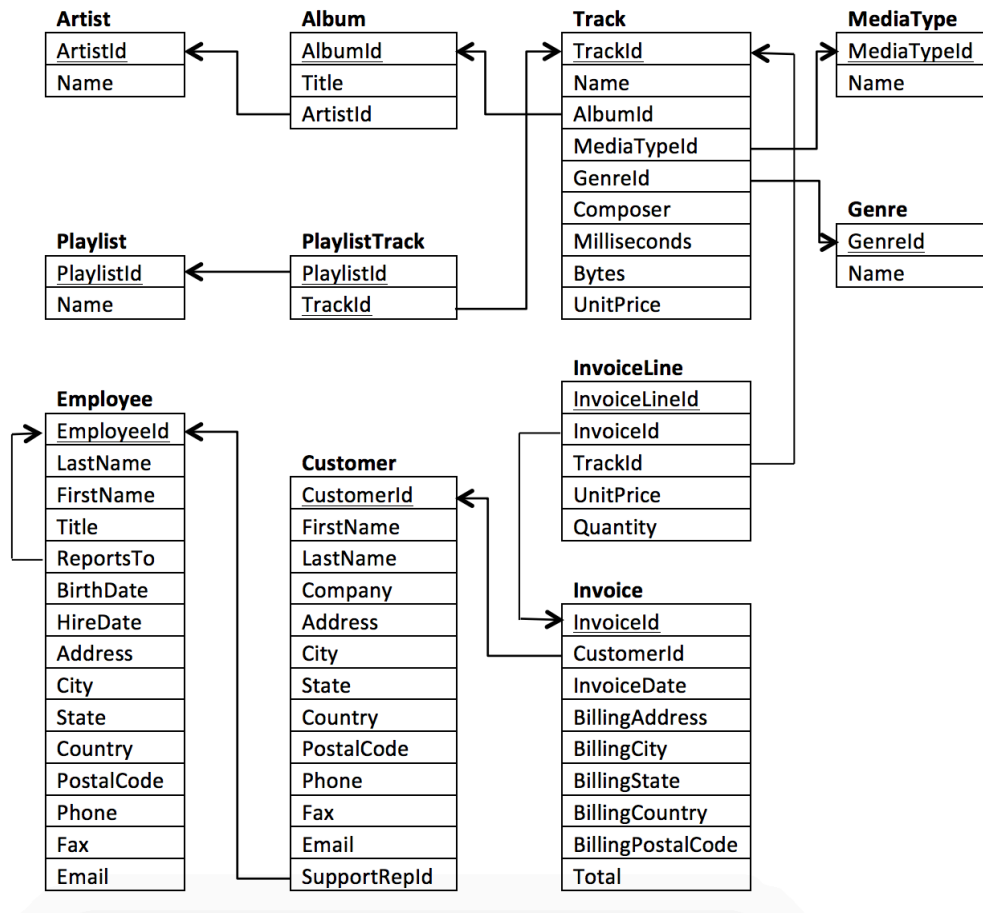 Artist
ArtistId
Name
Album
AlbumId
Title
ArtistId
Track
TrackId
Name
AlbumId
MediaTypeId
GenreId
Composer
Milliseconds
Bytes
UnitPrice
MediaType
MediaTypeId
Name
Genre
GenreId
Name
Playlist
PlaylistId
Name
PlaylistTrack
PlaylistId
TrackId
Employee
EmployeeId
LastName
FirstName
Title
ReportsTo
BirthDate
HireDate
Address
City
State
Country
PostalCode
Phone
Fax
Email
Customer
CustomerId
FirstName
LastName
Company
Address
City
State
Country
PostalCode
Phone
Fax
Email
SupportRepId
InvoiceLine
InvoiceLineId
InvoiceId
TrackId
UnitPrice
Quantity
Invoice
InvoiceId
CustomerId
InvoiceDate
BillingAddress
BillingCity
BillingState
BillingCountry
BillingPostalCode
Total